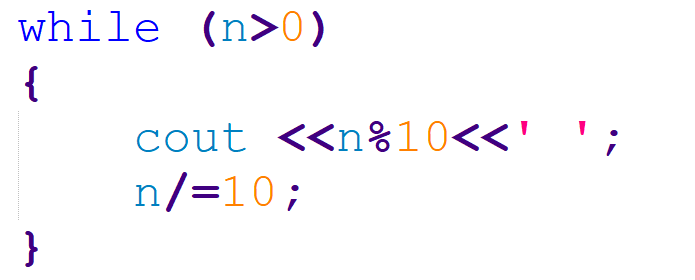 while (n>0)
{
cout <<n%10<<' ';
n/=10;
}